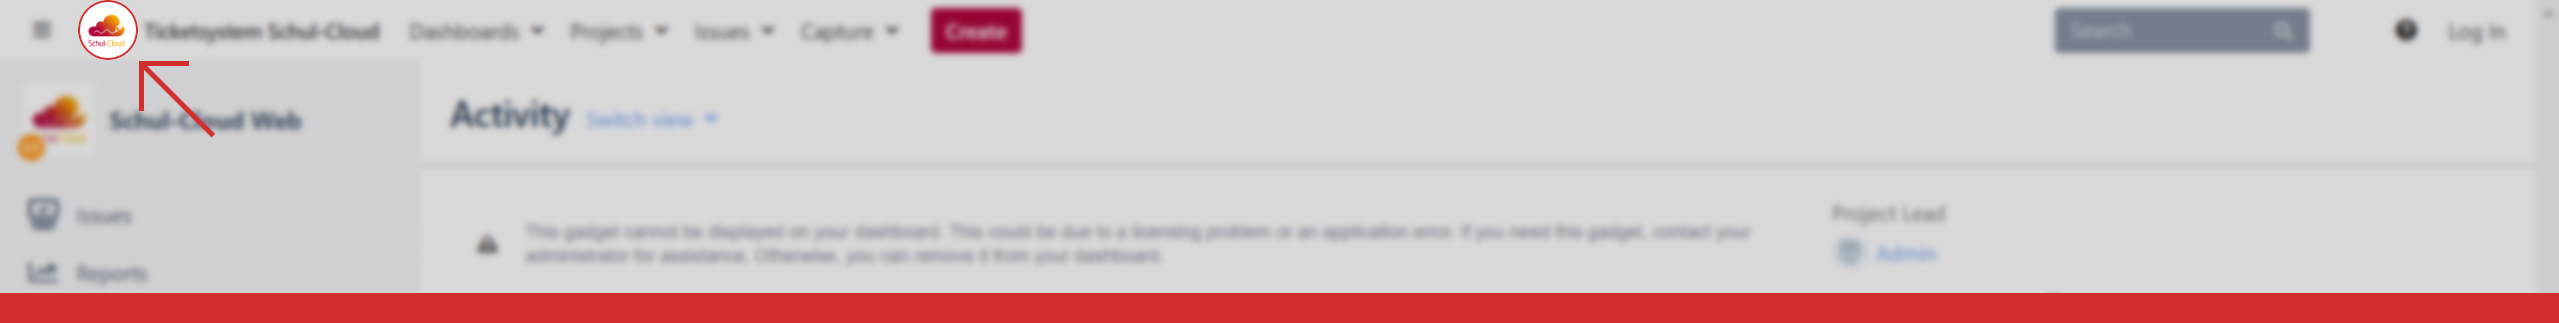 Schul-Cloud
Ticketsystem Schul-Cloud
Dashboards
Projects
Issues
Capture
Create
Search
Log In
Schul-Cloud Web
Activity
Switch view
Issues
Reports
This gadget cannot be displayed on your dashboard. This could be due to a licensing problem or an application error. If you need this gadget, contact your
administrator for assistance. Otherwise, you can remove it from your dashboard.
Project Lead
Admin